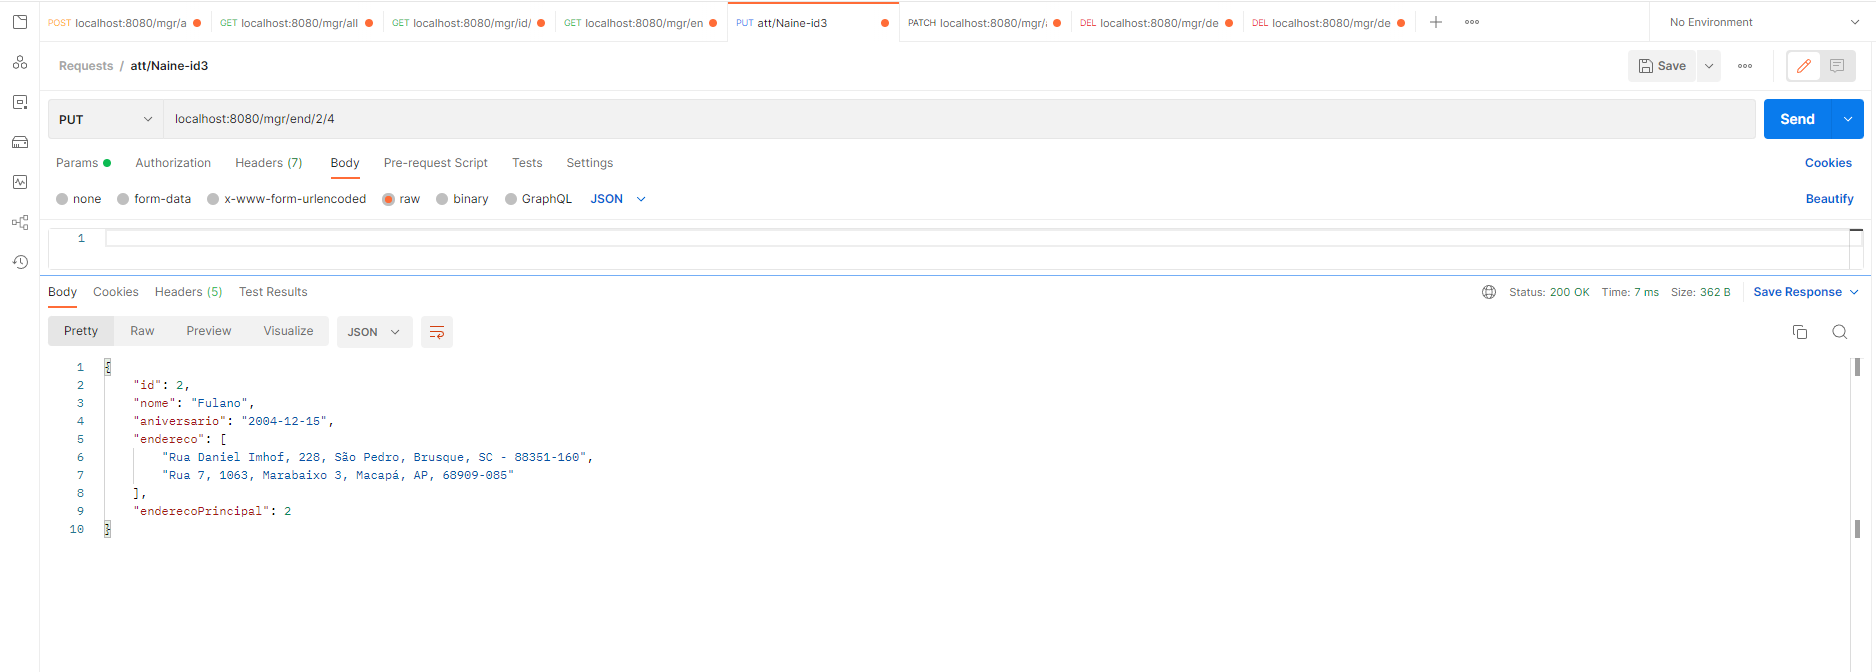 POST localhost:8080/mgr/a GET localhost:8080/mgr/all GET localhost:8080/mgr/id/ GET localhost:8080/mgr/en PUT att/Naine-id3 PATCH localhost:8080/mgr/ DEL localhost:8080/mgr/de DEL localhost:8080/mgr/de No Environment
Requests / att/Naine-id3 Save
PUT localhost:8080/mgr/end/2/4 Send
Params Authorization Headers (7) Body Pre-request Script Tests Settings Cookies
none form-data x-www-form-urlencoded raw binary GraphQL JSON Beautify
1
Body Cookies Headers (5) Test Results Status: 200 OK Time: 7 ms Size: 362 B Save Response
Pretty Raw Preview Visualize JSON
1 {
2 "id": 2,
3 "nome": "Fulano",
4 "aniversario": "2004-12-15",
5 "endereco": [
6 "Rua Daniel Imhof, 228, São Pedro, Brusque, SC - 88351-160",
7 "Rua 7, 1063, Marabaixo 3, Macapá, AP, 68909-085"
8 ],
9 "enderecoPrincipal": 2
10 }